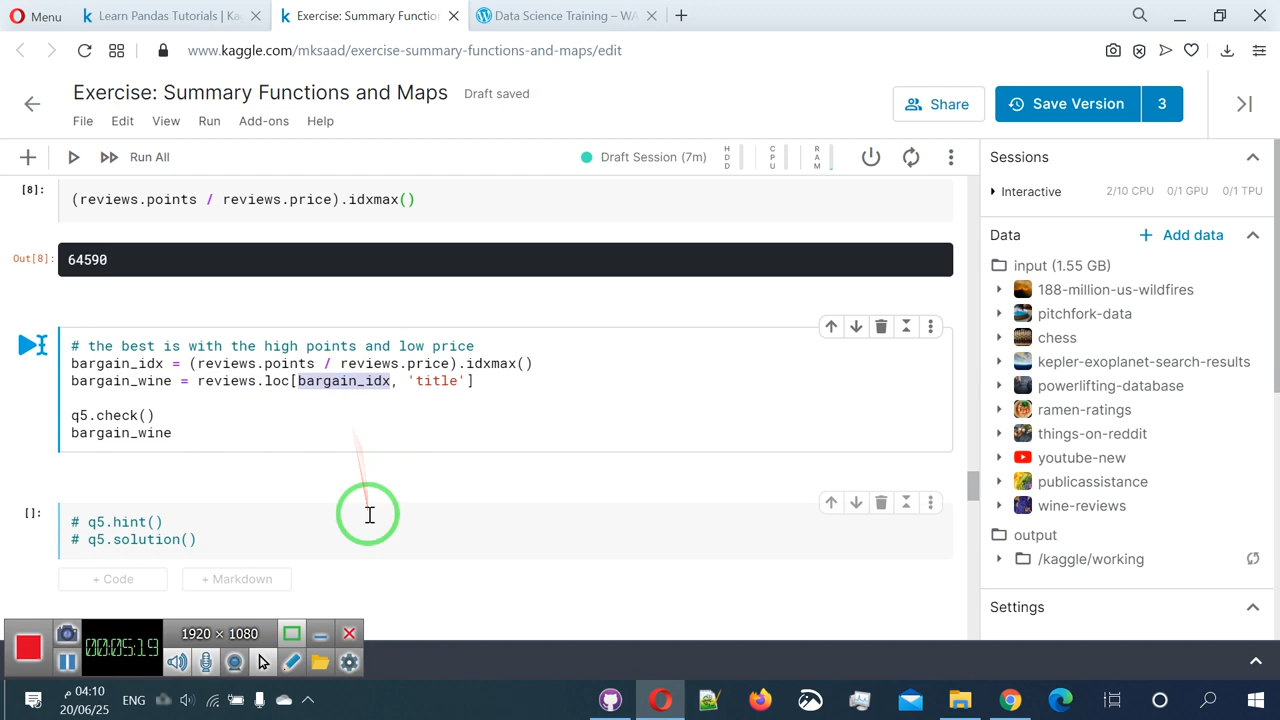 Menu
Learn Pandas Tutorials | Ka
Exercise: Summary Functio
Data Science Training – WA
www.kaggle.com/mksaad/exercise-summary-functions-and-maps/edit
Exercise: Summary Functions and Maps
Draft saved
Share
Save Version
3
File Edit View Run Add-ons Help
Run All
Draft Session (7m)
HDD
CPU
RAM
Sessions
Interactive
2/10 CPU 0/1 GPU 0/1 TPU
[8]:
(reviews.points / reviews.price).idxmax()
Out[8]:
64590
# the best is with the high points and low price
bargain_idx = (reviews.points / reviews.price).idxmax()
bargain_wine = reviews.loc[bargain_idx, 'title']
q5.check()
bargain_wine
[]:
# q5.hint()
# q5.solution()
+ Code
+ Markdown
Data
+ Add data
input (1.55 GB)
188-million-us-wildfires
pitchfork-data
chess
kepler-exoplanet-search-results
powerlifting-database
ramen-ratings
things-on-reddit
youtube-new
publicassistance
wine-reviews
output
/kaggle/working
Settings
00:05:19
1920 × 1080
04:10 م
20/06/25
ENG